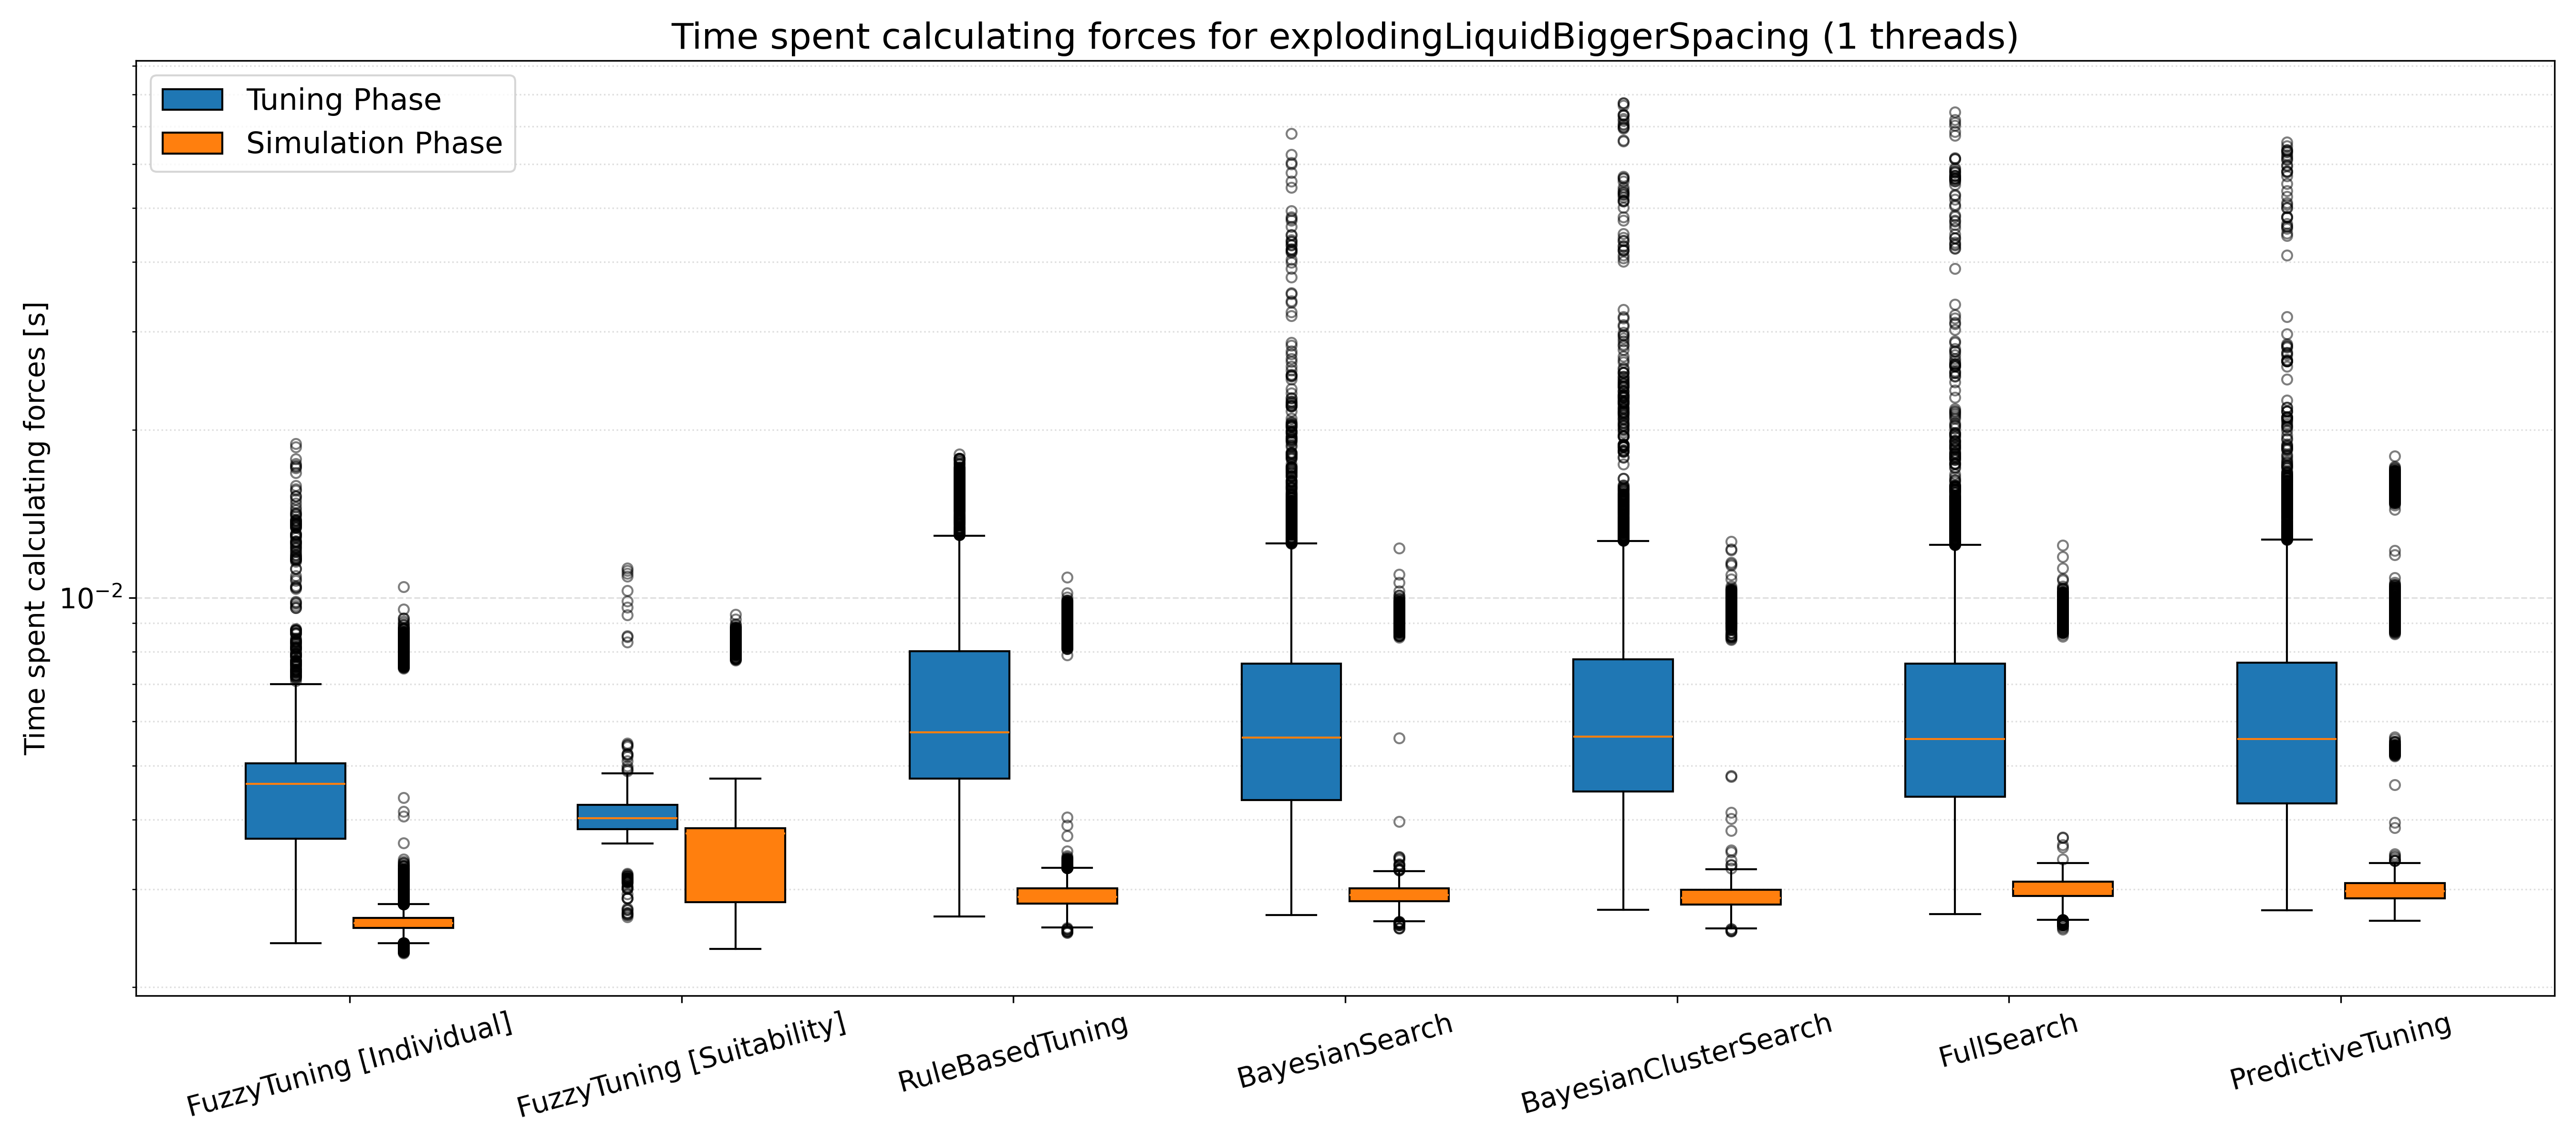 Time spent calculating forces for explodingLiquidBiggerSpacing (1 threads)
Tuning Phase
Simulation Phase
Time spent calculating forces [s]
10⁻²
FuzzyTuning [Individual]
FuzzyTuning [Suitability]
RuleBasedTuning
BayesianSearch
BayesianClusterSearch
FullSearch
PredictiveTuning